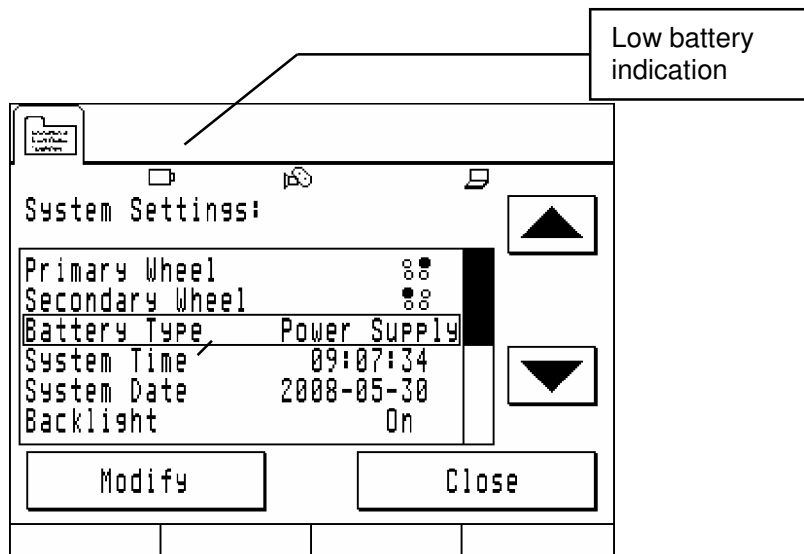 Low battery
indication
System Settings:
Primary Wheel
Secondary Wheel
Battery Type Power Supply
System Time 09:07:34
System Date 2008-05-30
Backlight On
Modify Close